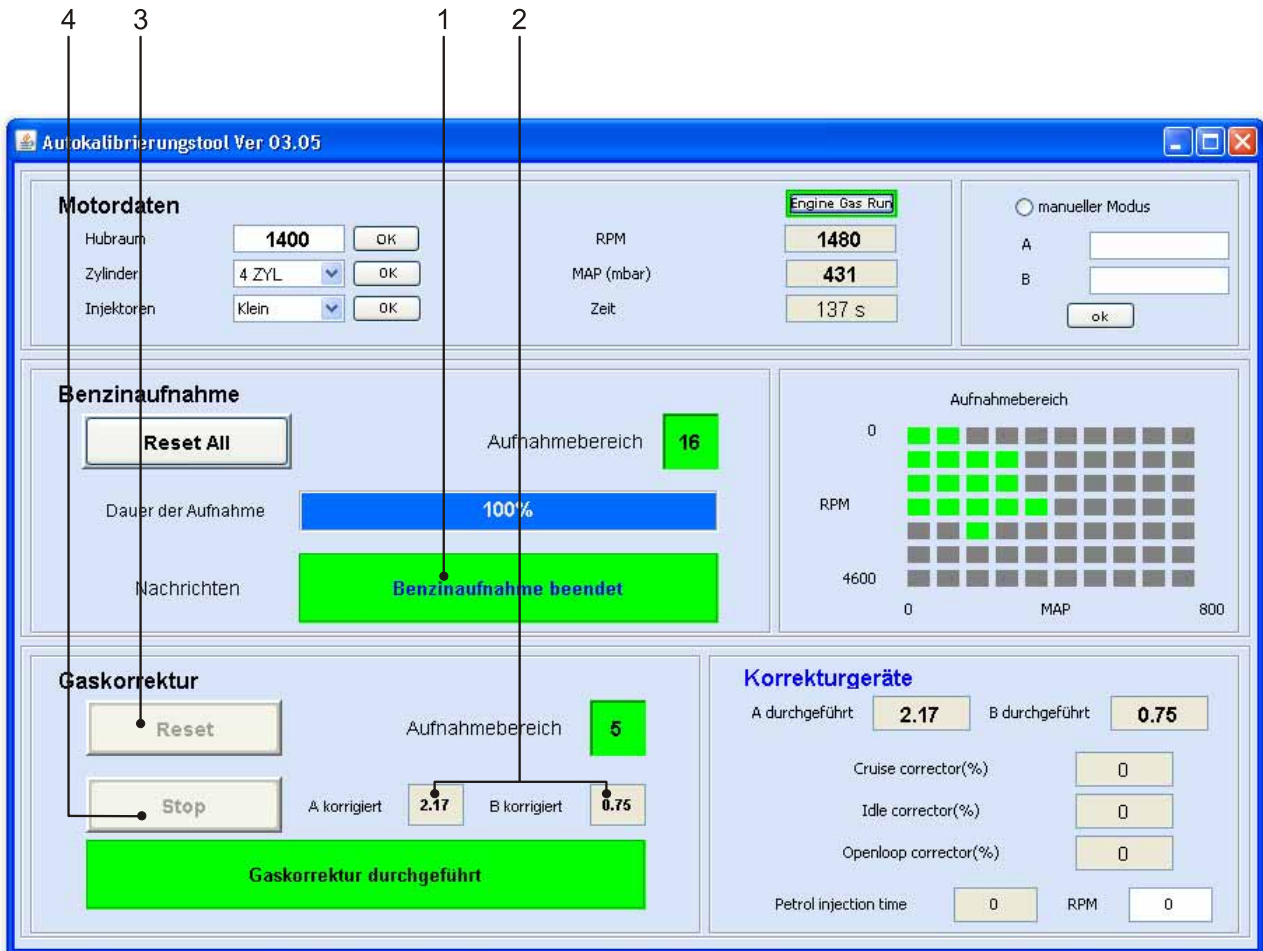 4 3 1 2
Autokalibrierungstool Ver 03.05
Motordaten
Engine Gas Run
Hubraum 1400 OK RPM 1480
Zylinder 4 ZYL. OK MAP (mbar) 431
Injektoren Klein OK Zeit 137 s
manueller Modus
A
B
ok
Benzinaufnahme
Reset All Aufnahmebereich 16
Dauer der Aufnahme 100%
Nachrichten Benzinaufnahme beendet
Aufnahmebereich
0
RPM
4600
0 MAP 800
Gaskorrektur
Reset Aufnahmebereich 5
Stop A korrigiert 2.17 B korrigiert 0.75
Gaskorrektur durchgeführt
Korrekturgeräte
A durchgeführt 2.17 B durchgeführt 0.75
Cruise corrector(%) 0
Idle corrector(%) 0
Openloop corrector(%) 0
Petrol injection time 0 RPM 0